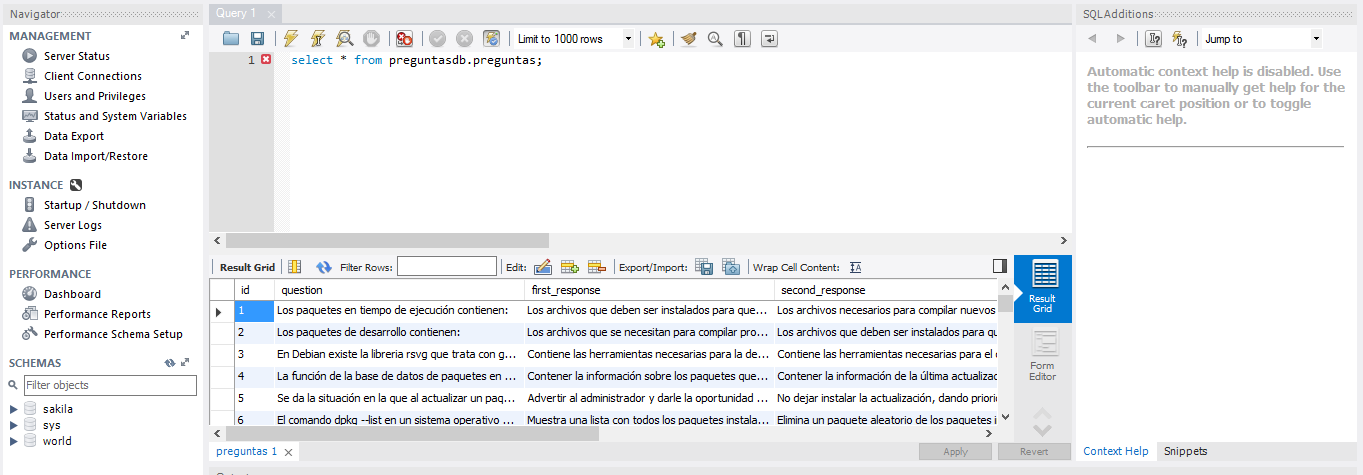 Navigator
MANAGEMENT
Server Status
Client Connections
Users and Privileges
Status and System Variables
Data Export
Data Import/Restore
INSTANCE
Startup / Shutdown
Server Logs
Options File
PERFORMANCE
Dashboard
Performance Reports
Performance Schema Setup
SCHEMAS
Filter objects
sakila
sys
world
Query 1
Limit to 1000 rows
1 select * from preguntasdb.preguntas;
Result Grid Filter Rows: Edit: Export/Import: Wrap Cell Content:
id question first_response second_response
1 Los paquetes en tiempo de ejecución contienen: Los archivos que deben ser instalados para que... Los archivos necesarios para compilar nuevos
2 Los paquetes de desarrollo contienen: Los archivos que se necesitan para compilar pro... Los archivos que deben ser instalados para qu
3 En Debian existe la libreria rsvg que trata con g... Contiene las herramientas necesarias para la de... Contiene las herramientas necesarias para el
4 La función de la base de datos de paquetes en ... Contener la información sobre los paquetes que... Contener la información de la última actualizac
5 Se da la situación en la que al actualizar un paq... Advertir al administrador y darle la oportunidad ... No dejar instalar la actualización, dando priori
6 El comando dpkg --list en un sistema operativo ... Muestra una lista con todos los paquetes instala... Elimina un paquete aleatorio de los paquetes i
Result
Grid
Form
Editor
preguntas 1
Apply
Revert
SQLAdditions
Jump to
Automatic context help is disabled. Use
the toolbar to manually get help for the
current caret position or to toggle
automatic help.
Context Help
Snippets